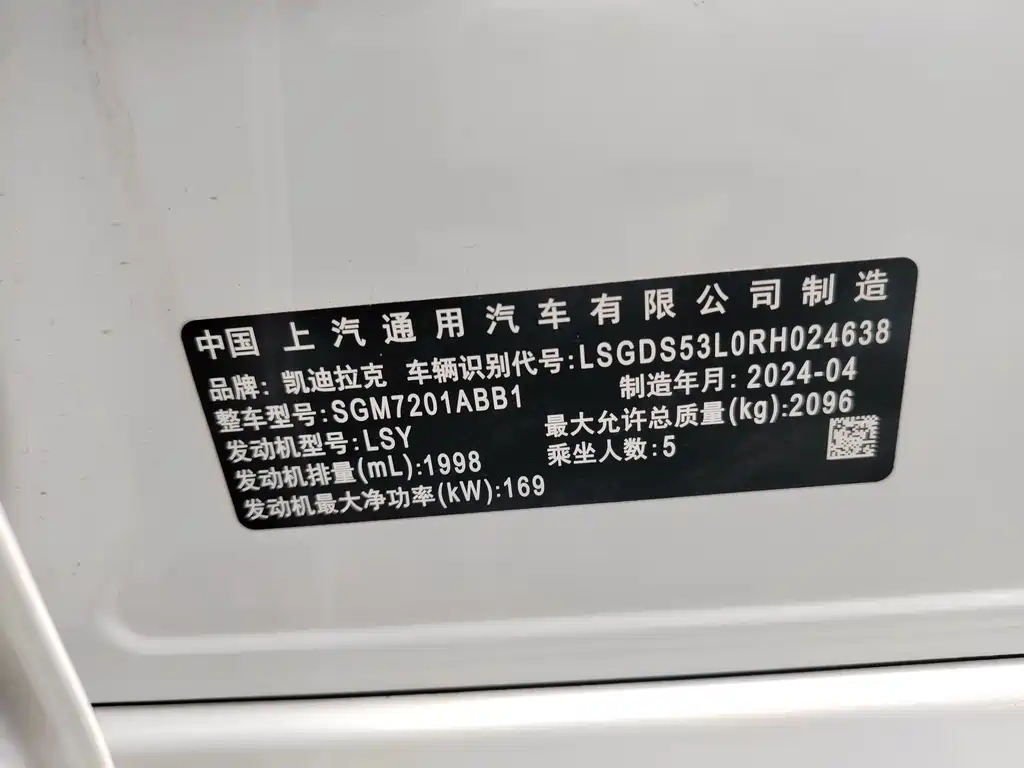 中国 上汽通用汽车有限公司制造
品牌: 凯迪拉克 车辆识别代号:LSGDS53L0RH024638
整车型号:SGM7201ABB1 制造年月: 2024-04
发动机型号:LSY 最大允许总质量(kg):2096
发动机排量(mL):1998 乘坐人数:5
发动机最大净功率(kW):169